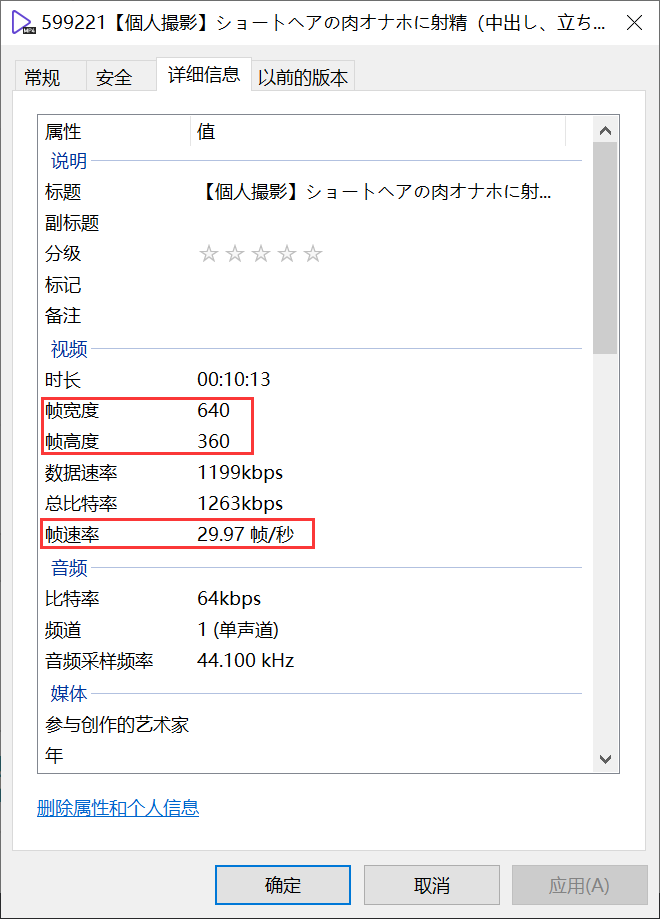 599221【個人撮影】ショートヘアの肉オナホに射精（中出し、立ち...
常规 安全 详细信息 以前的版本
属性 值
说明
标题 【個人撮影】ショートヘアの肉オナホに射...
副标题
分级 ☆☆☆☆☆
标记
备注
视频
时长 00:10:13
帧宽度 640
帧高度 360
数据速率 1199kbps
总比特率 1263kbps
帧速率 29.97 帧/秒
音频
比特率 64kbps
频道 1 (单声道)
音频采样频率 44.100 kHz
媒体
参与创作的艺术家
年
删除属性和个人信息
确定 取消 应用(A)